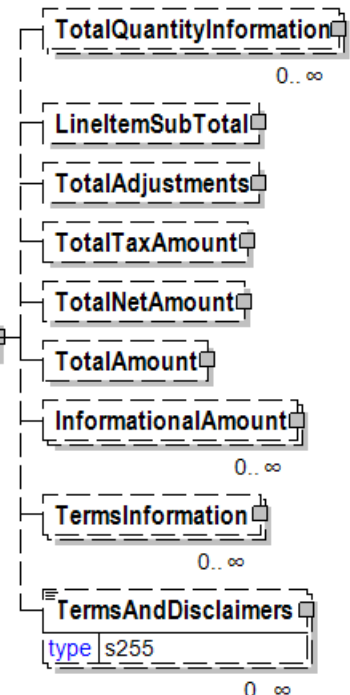 TotalQuantityInformation
0.. ∞
LineItemSubTotal
TotalAdjustments
TotalTaxAmount
TotalNetAmount
TotalAmount
InformationalAmount
0.. ∞
TermsInformation
0.. ∞
TermsAndDisclaimers
type s255
0.. ∞